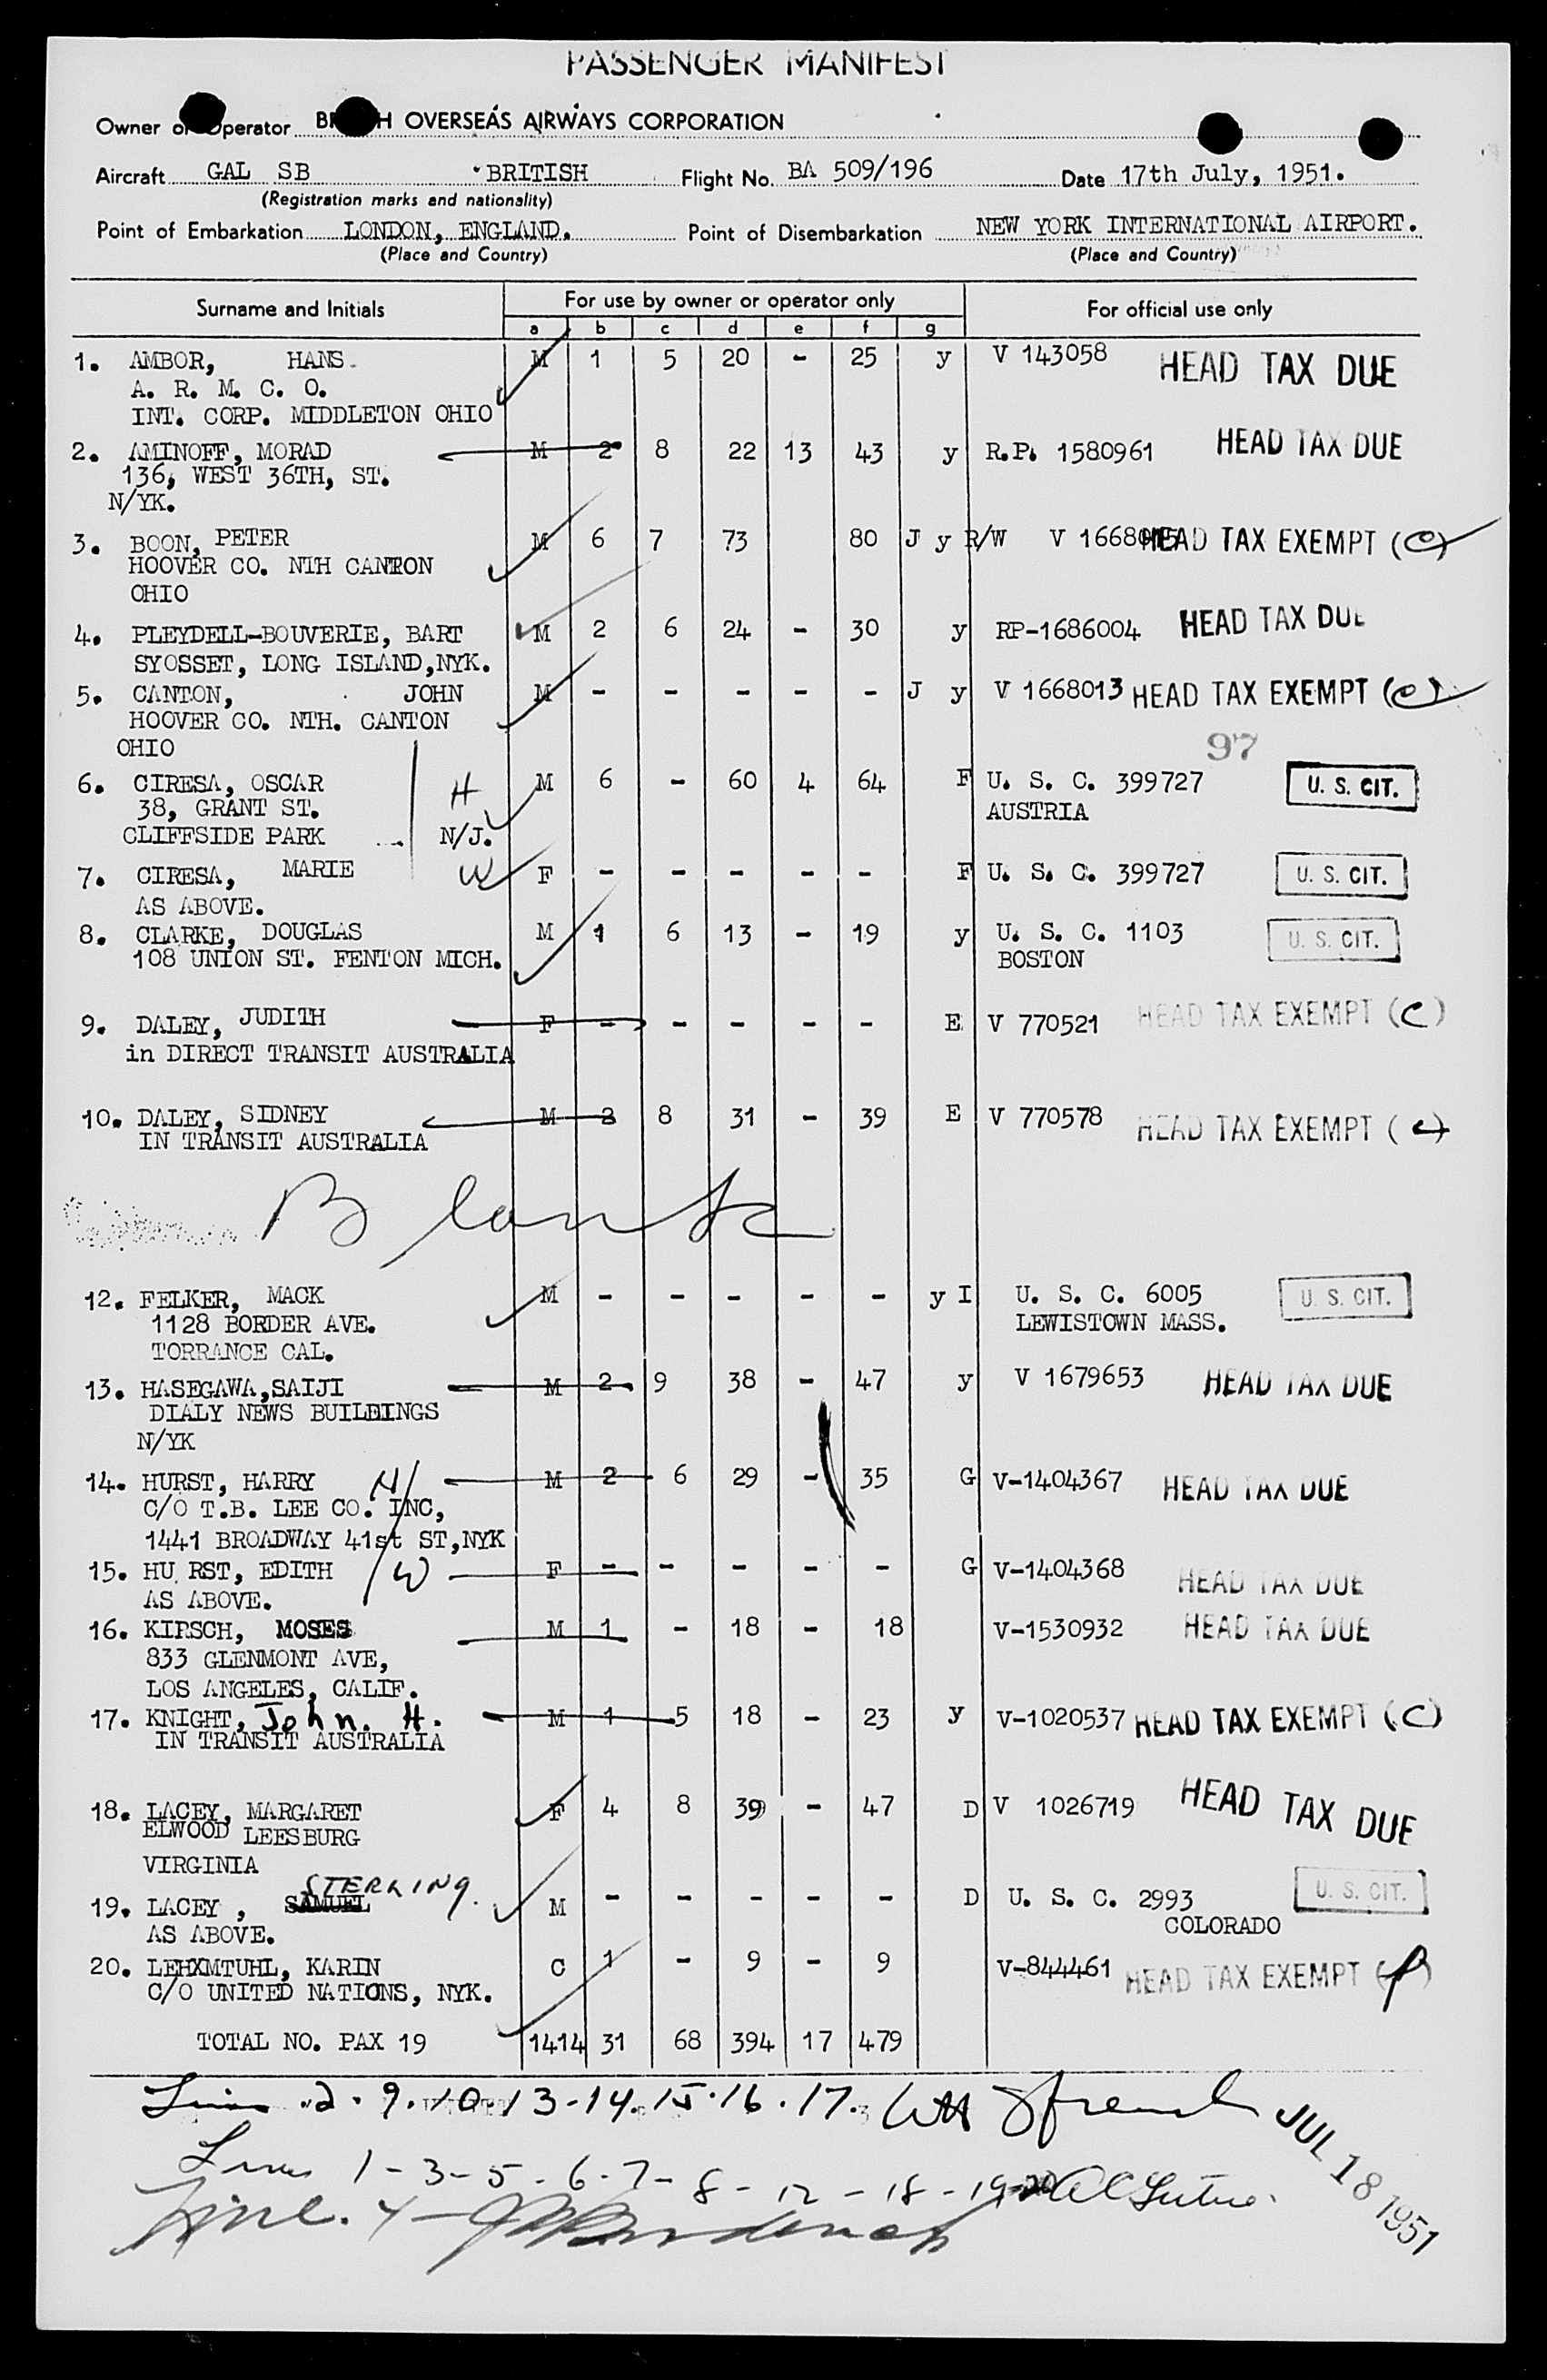 PASSENGER MANIFEST
Owner or Operator BR H OVERSEAS AIRWAYS CORPORATION
Aircraft GAL SB BRITISH Flight No. BA 509/196 Date 17th July, 1951.
(Registration marks and nationality)
Point of Embarkation LONDON, ENGLAND. Point of Disembarkation NEW YORK INTERNATIONAL AIRPORT.
(Place and Country) (Place and Country)
Surname and Initials For use by owner or operator only For official use only
a b c d e f g
1. AMBOR, HANS. M 1 5 20 - 25 y V 143058 HEAD TAX DUE
A. R. M. C. O.
INT. CORP. MIDDLETON OHIO
2. AMINOFF, MORAD M 2 8 22 13 43 y R.P. 1580961 HEAD TAX DUE
136, WEST 36TH, ST.
N/YK.
3. BOON, PETER M 6 7 73 80 J y R/W V 1668015 HEAD TAX EXEMPT (C)
HOOVER CO. NTH CANTON
OHIO
4. PLEYDELL-BOUVERIE, BART M 2 6 24 - 30 y RP-1686004 HEAD TAX DUE
SYOSSET, LONG ISLAND,NYK.
5. CANTON, JOHN M - - - - - J y V 1668013 HEAD TAX EXEMPT (C)
HOOVER CO. NTH. CANTON
OHIO
97
6. CIRESA, OSCAR H M 6 - 60 4 64 F U. S. C. 399727 U. S. CIT.
38, GRANT ST. AUSTRIA
CLIFFSIDE PARK N/J.
7. CIRESA, MARIE W F - - - - - F U. S. C. 399727 U. S. CIT.
AS ABOVE.
8. CLARKE, DOUGLAS M 1 6 13 - 19 y U. S. C. 1103 U. S. CIT.
108 UNION ST. FENTON MICH. BOSTON
9. DALEY, JUDITH F - - - - - E V 770521 HEAD TAX EXEMPT (C)
in DIRECT TRANSIT AUSTRALIA
10. DALEY, SIDNEY M 2 8 31 - 39 E V 770578 HEAD TAX EXEMPT (C)
IN TRANSIT AUSTRALIA
Blank
12. FELKER, MACK M - - - - - y I U. S. C. 6005 U. S. CIT.
1128 BORDER AVE. LEWISTOWN MASS.
TORRANCE CAL.
13. HASEGAWA,SAIJI M 2 9 38 - 47 y V 1679653 HEAD TAX DUE
DIALY NEWS BUILDINGS
N/YK
14. HURST, HARRY H M 2 6 29 - 35 G V-1404367 HEAD TAX DUE
C/O T.B. LEE CO. INC,
1441 BROADWAY 41st ST,NYK
15. HU RST, EDITH W F - - - - - G V-1404368 HEAD TAX DUE
AS ABOVE.
16. KIRSCH, MOSES M 1 - 18 - 18 V-1530932 HEAD TAX DUE
833 GLENMONT AVE,
LOS ANGELES, CALIF.
17. KNIGHT, John. H. M 1 5 18 - 23 y V-1020537 HEAD TAX EXEMPT (C)
IN TRANSIT AUSTRALIA
18. LACEY, MARGARET F 4 8 39 - 47 D V 1026719 HEAD TAX DUE
ELWOOD LEESBURG
VIRGINIA
STERLING.
19. LACEY , SAMUEL M - - - - - D U. S. C. 2993 U. S. CIT.
AS ABOVE. COLORADO
20. LEHXMTUHL, KARIN C 1 - 9 - 9 V-844461 HEAD TAX EXEMPT (f)
C/O UNITED NATIONS, NYK.
TOTAL NO. PAX 19 1414 31 68 394 17 479
Lines 2. 9. 10 13-14. 15. 16. 17.
JUL 18 1951
Lines 1-3-5-6-7-8-12-18-19-20
Line. 4-